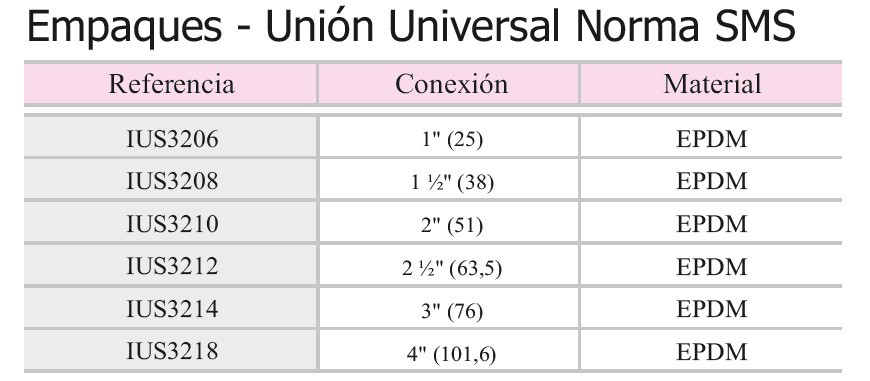 Empaques - Unión Universal Norma SMS
Referencia Conexión Material
IUS3206 1" (25) EPDM
IUS3208 1 ½" (38) EPDM
IUS3210 2" (51) EPDM
IUS3212 2 ½" (63,5) EPDM
IUS3214 3" (76) EPDM
IUS3218 4" (101,6) EPDM